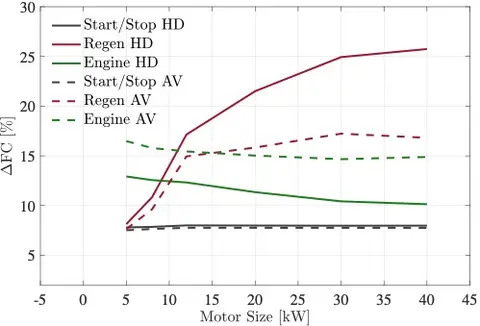 30
25
20
15
10
5
ΔFC [%]
Start/Stop HD
Regen HD
Engine HD
Start/Stop AV
Regen AV
Engine AV
-5 0 5 10 15 20 25 30 35 40 45
Motor Size [kW]